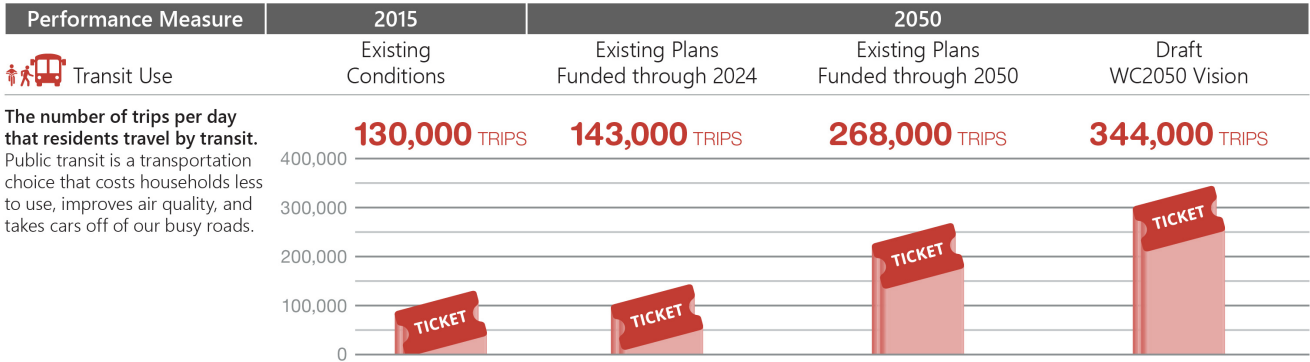 Performance Measure
2015
2050
Transit Use
Existing
Conditions
Existing Plans
Funded through 2024
Existing Plans
Funded through 2050
Draft
WC2050 Vision
The number of trips per day
that residents travel by transit.
Public transit is a transportation
choice that costs households less
to use, improves air quality, and
takes cars off of our busy roads.
130,000 TRIPS
143,000 TRIPS
268,000 TRIPS
344,000 TRIPS
400,000
300,000
200,000
100,000
0
TICKET
TICKET
TICKET
TICKET